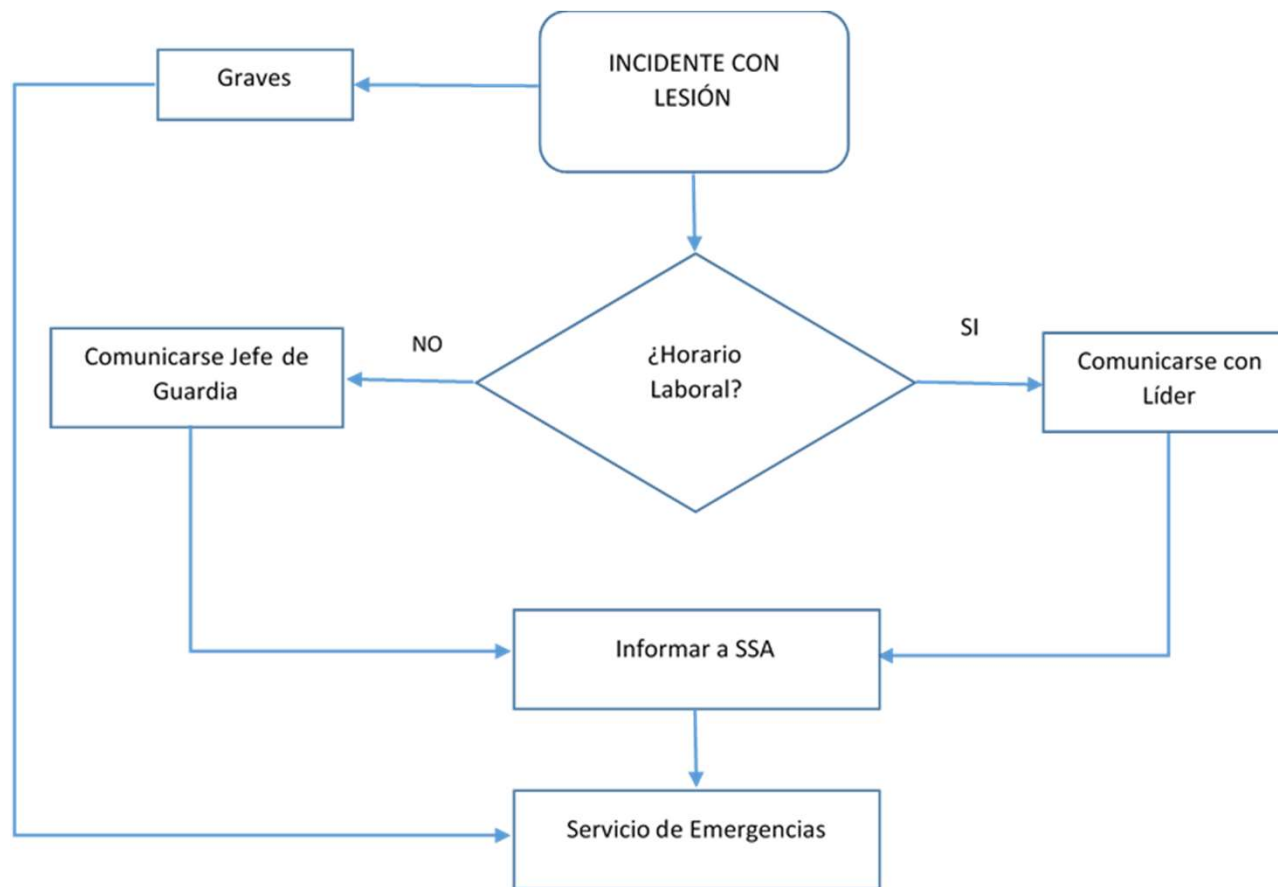 INCIDENTE CON
LESIÓN
Graves
¿Horario
Laboral?
NO
SI
Comunicarse Jefe de
Guardia
Comunicarse con
Líder
Informar a SSA
Servicio de Emergencias